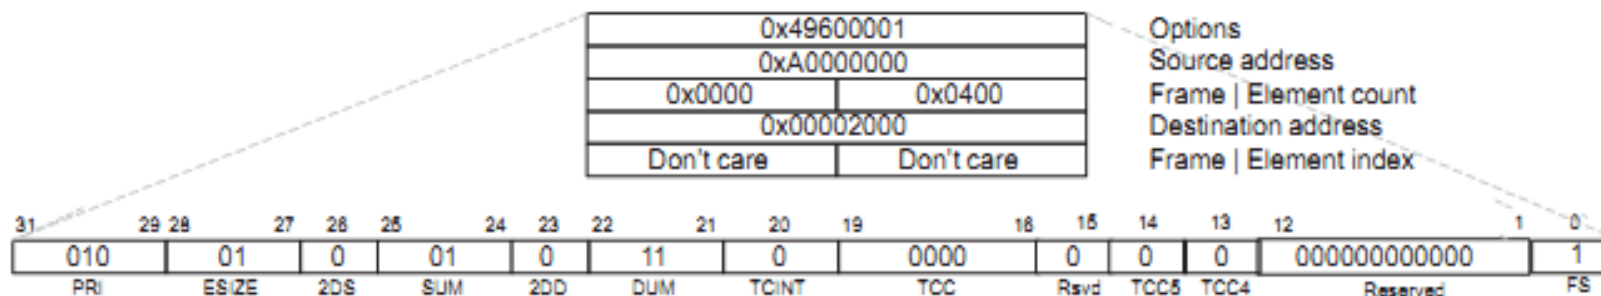 0x49600001 Options
0xA0000000 Source address
0x0000 0x0400 Frame | Element count
0x00002000 Destination address
Don't care Don't care Frame | Element index
31 29 28 27 26 25 24 23 22 21 20 19 16 15 14 13 12 1 0
010 01 0 01 0 11 0 0000 0 0 0 000000000000 1
PRI ESIZE 2DS SUM 2DD DUM TCINT TCC Rsvd TCC5 TCC4 Reserved FS